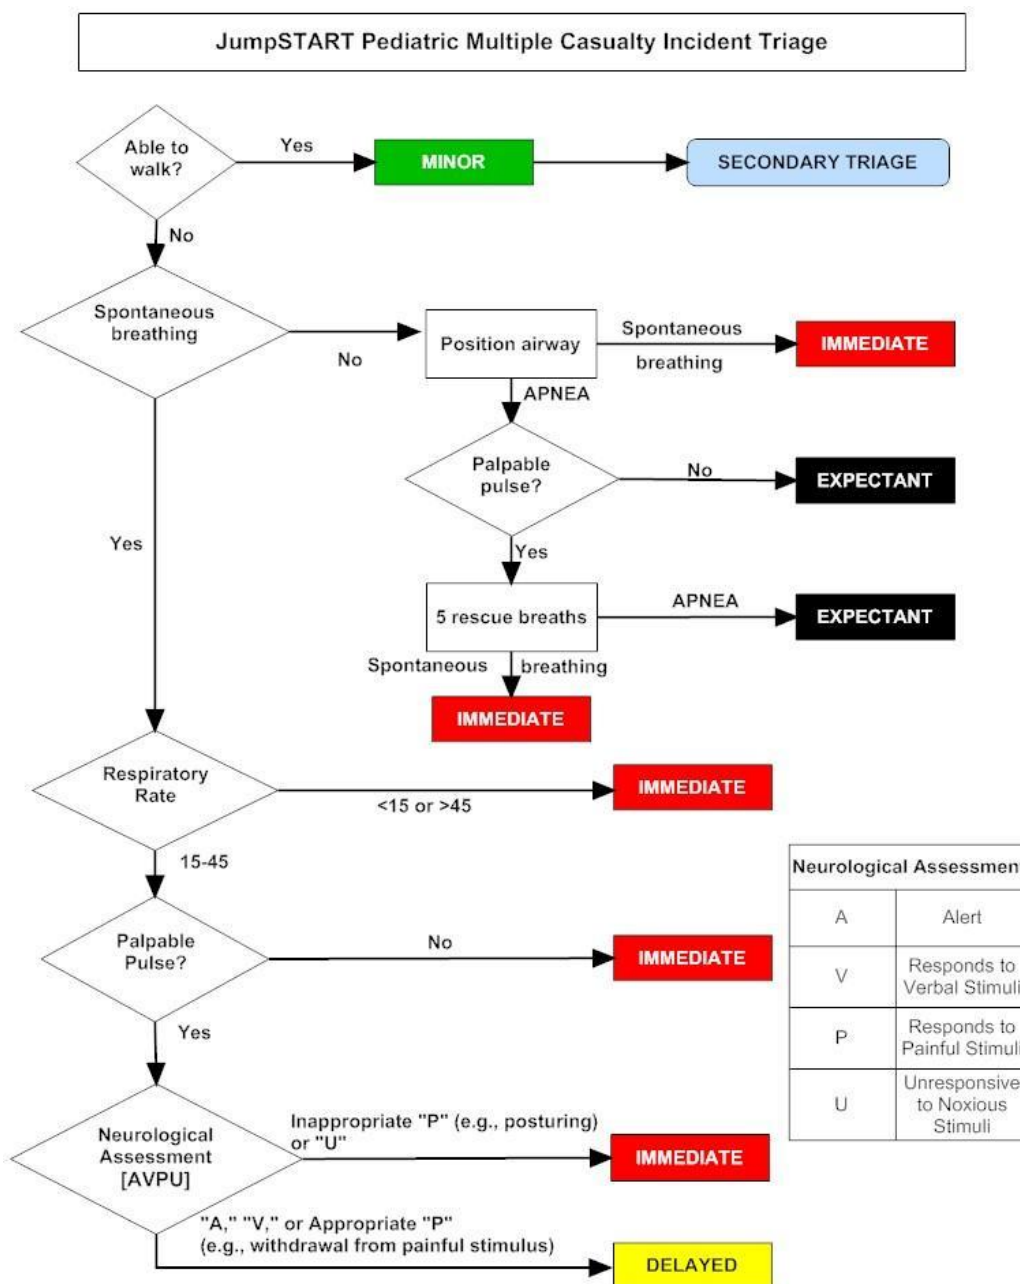 JumpSTART Pediatric Multiple Casualty Incident Triage
Able to
walk?
Yes
MINOR
SECONDARY TRIAGE
No
Spontaneous
breathing
No
Position airway
Spontaneous
breathing
IMMEDIATE
APNEA
Palpable
pulse?
No
EXPECTANT
Yes
Yes
5 rescue breaths
APNEA
EXPECTANT
Spontaneous
breathing
IMMEDIATE
Respiratory
Rate
<15 or >45
IMMEDIATE
15-45
Palpable
Pulse?
No
IMMEDIATE
Yes
Neurological
Assessment
[AVPU]
Inappropriate "P" (e.g., posturing)
or "U"
IMMEDIATE
"A," "V," or Appropriate "P"
(e.g., withdrawal from painful stimulus)
DELAYED
Neurological Assessment
A
Alert
V
Responds to
Verbal Stimuli
P
Responds to
Painful Stimuli
U
Unresponsive
to Noxious
Stimuli